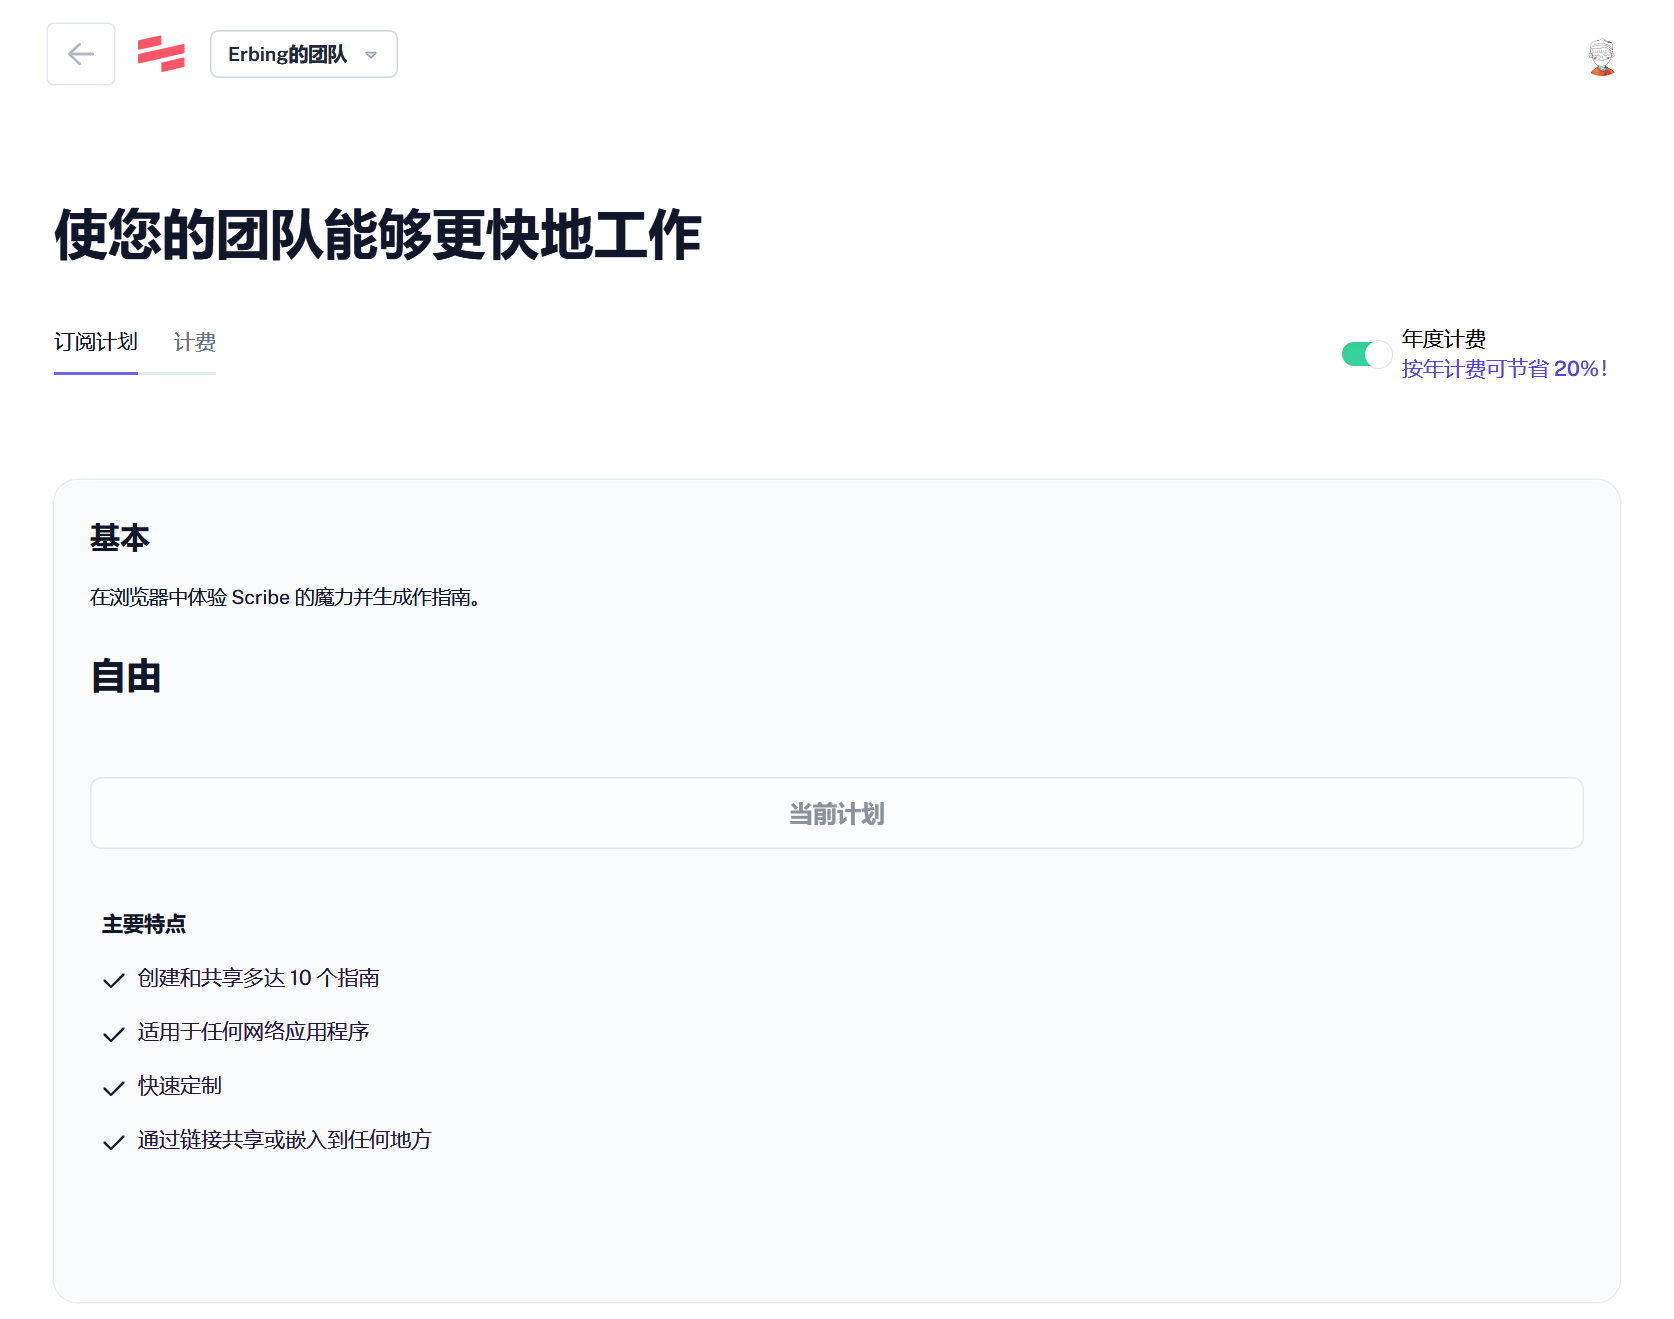 Erbing的团队
使您的团队能够更快地工作
订阅计划
计费
年度计费
按年计费可节省 20%！
基本
在浏览器中体验 Scribe 的魔力并生成作指南。
自由
当前计划
主要特点
创建和共享多达 10 个指南
适用于任何网络应用程序
快速定制
通过链接共享或嵌入到任何地方